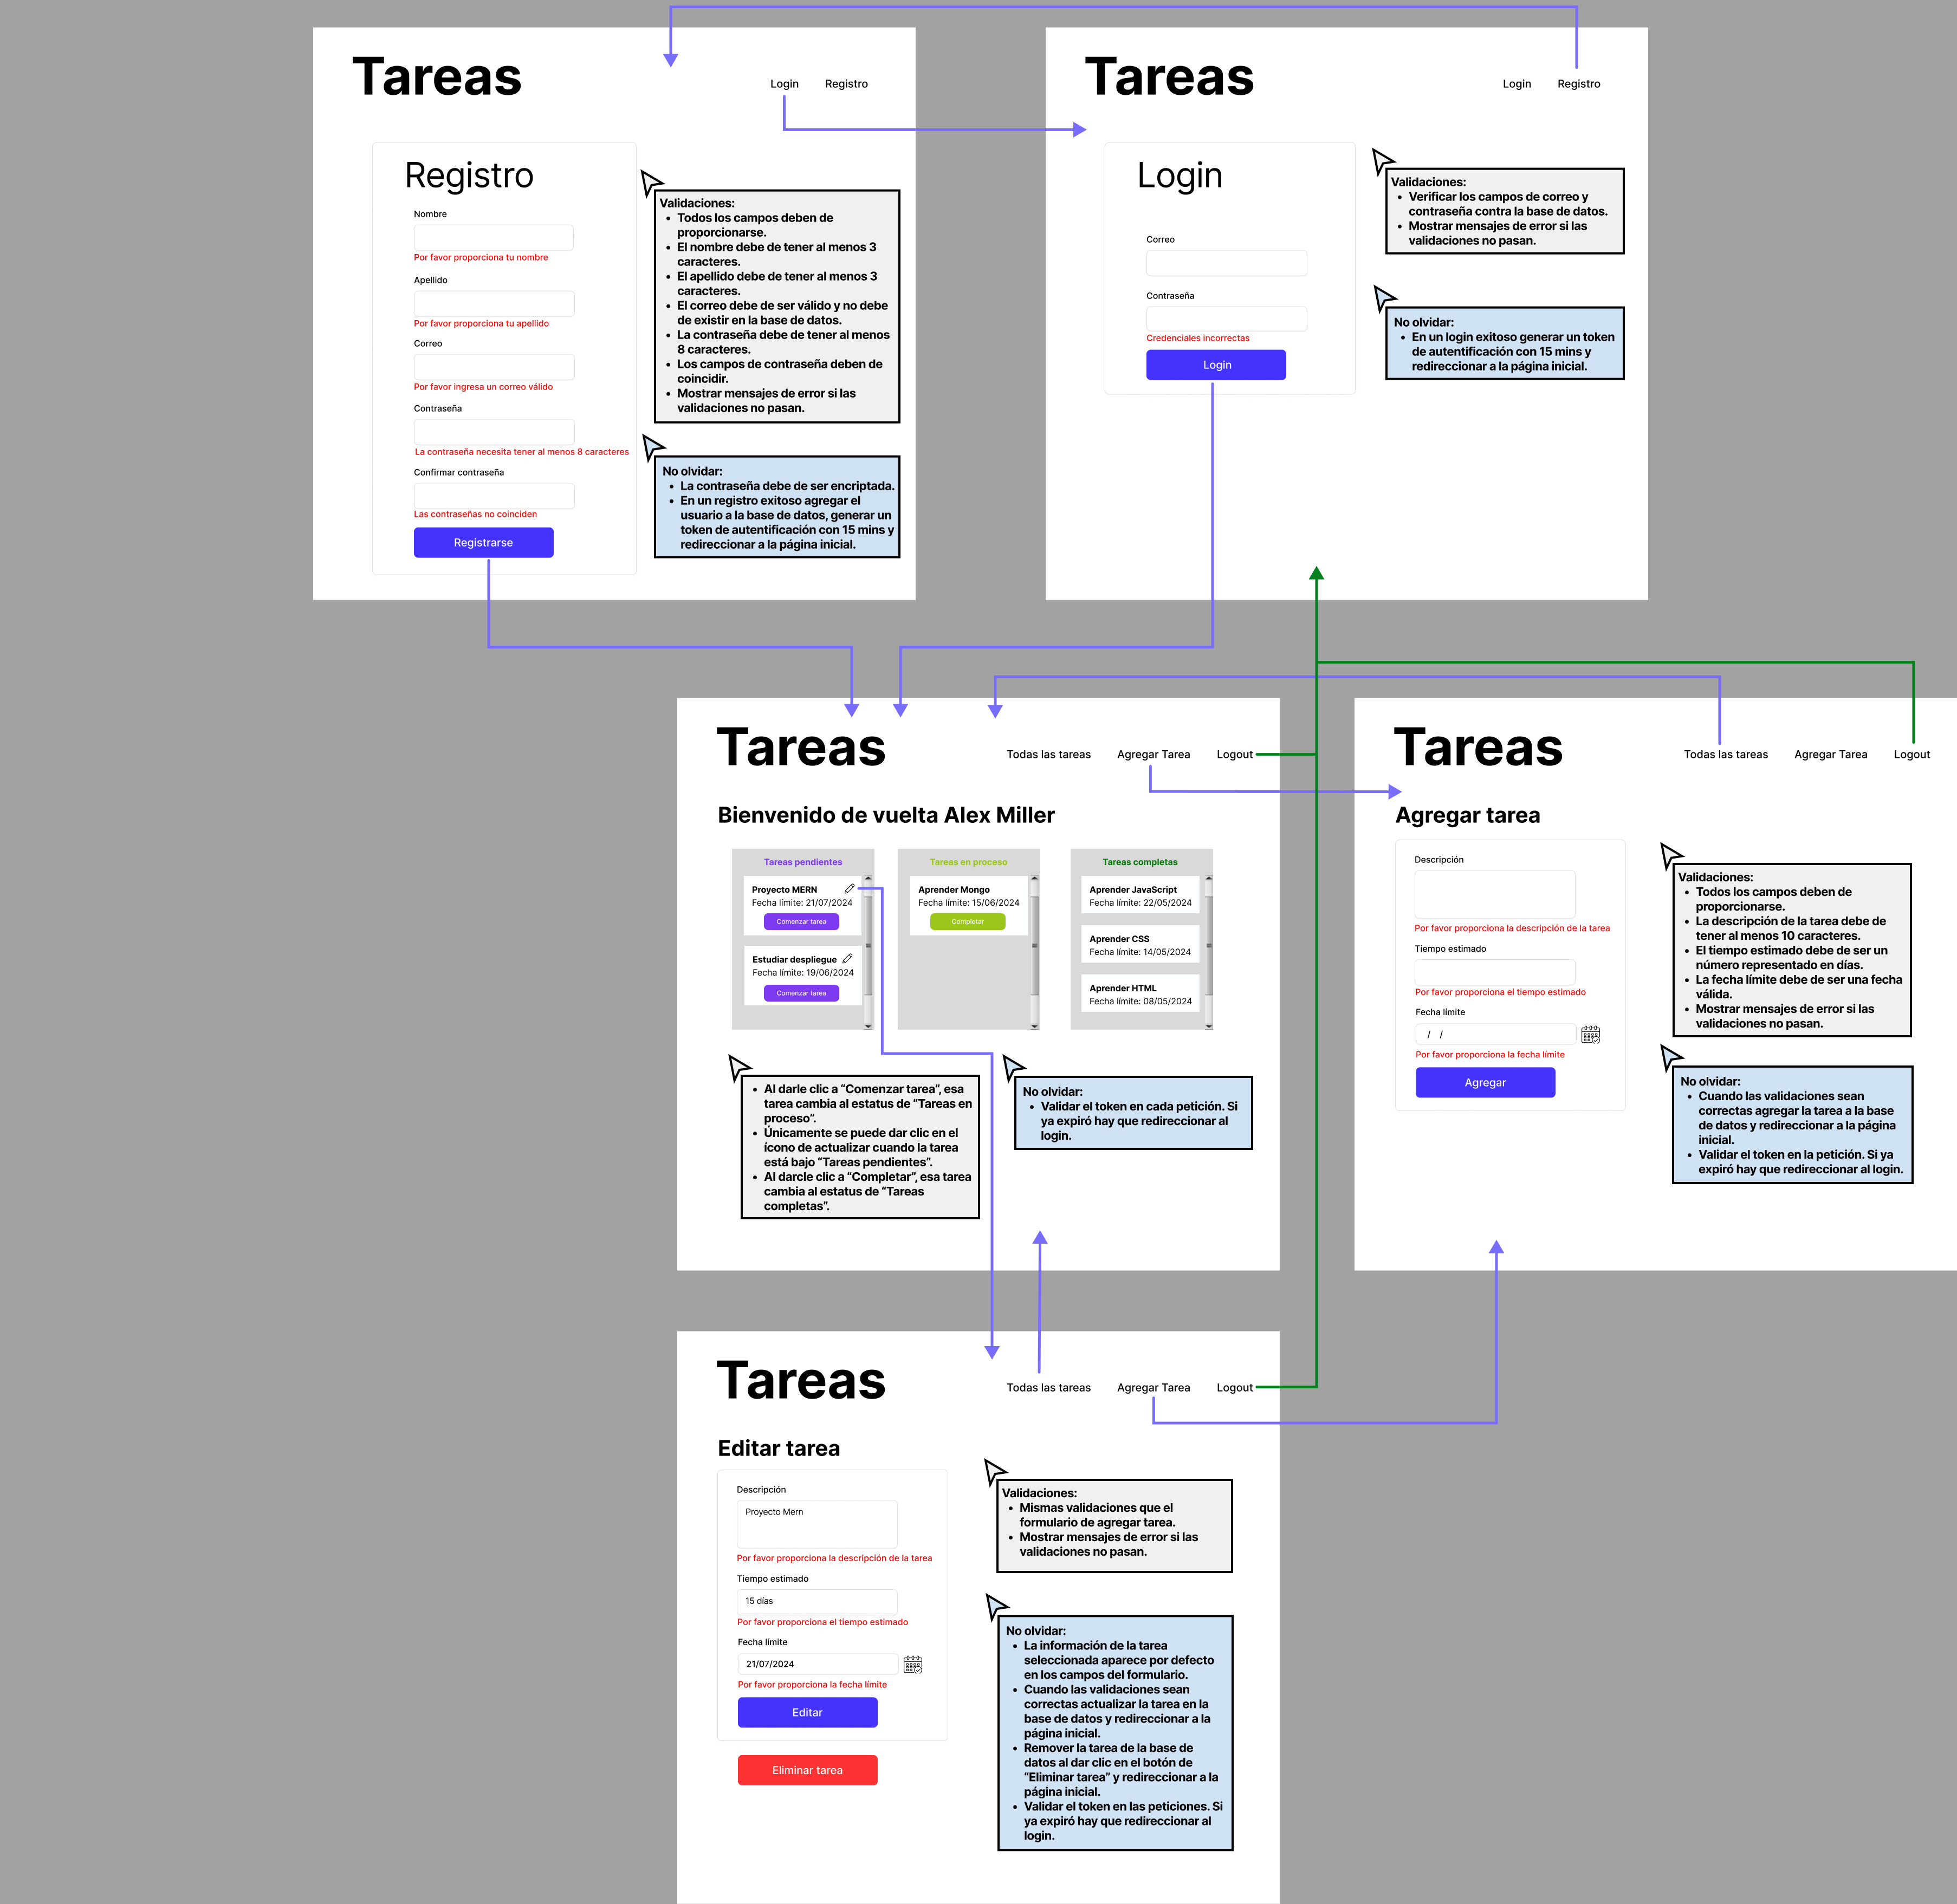 Tareas
Login
Registro
Registro
Nombre
Por favor proporciona tu nombre
Apellido
Por favor proporciona tu apellido
Correo
Por favor ingresa un correo válido
Contraseña
La contraseña necesita tener al menos 8 caracteres
Confirmar contraseña
Las contraseñas no coinciden
Registrarse
Validaciones:
• Todos los campos deben de
proporcionarse.
• El nombre debe de tener al menos 3
caracteres.
• El apellido debe de tener al menos 3
caracteres.
• El correo debe de ser válido y no debe
de existir en la base de datos.
• La contraseña debe de tener al menos
8 caracteres.
• Los campos de contraseña deben de
coincidir.
• Mostrar mensajes de error si las
validaciones no pasan.
No olvidar:
• La contraseña debe de ser encriptada.
• En un registro exitoso agregar el
usuario a la base de datos, generar un
token de autentificación con 15 mins y
redireccionar a la página inicial.
Tareas
Login
Registro
Login
Correo
Contraseña
Credenciales incorrectas
Login
Validaciones:
• Verificar los campos de correo y
contraseña contra la base de datos.
• Mostrar mensajes de error si las
validaciones no pasan.
No olvidar:
• En un login exitoso generar un token
de autentificación con 15 mins y
redireccionar a la página inicial.
Tareas
Todas las tareas
Agregar Tarea
Logout
Bienvenido de vuelta Alex Miller
Tareas pendientes
Proyecto MERN
Fecha límite: 21/07/2024
Comenzar tarea
Estudiar despliegue
Fecha límite: 19/06/2024
Comenzar tarea
Tareas en proceso
Aprender Mongo
Fecha límite: 15/06/2024
Completar
Tareas completas
Aprender JavaScript
Fecha límite: 22/05/2024
Aprender CSS
Fecha límite: 14/05/2024
Aprender HTML
Fecha límite: 08/05/2024
• Al darle clic a “Comenzar tarea”, esa
tarea cambia al estatus de “Tareas en
proceso”.
• Únicamente se puede dar clic en el
ícono de actualizar cuando la tarea
está bajo “Tareas pendientes”.
• Al darcle clic a “Completar”, esa tarea
cambia al estatus de “Tareas
completas”.
No olvidar:
• Validar el token en cada petición. Si
ya expiró hay que redireccionar al
login.
Tareas
Todas las tareas
Agregar Tarea
Logout
Agregar tarea
Descripción
Por favor proporciona la descripción de la tarea
Tiempo estimado
Por favor proporciona el tiempo estimado
Fecha límite
/ /
Por favor proporciona la fecha límite
Agregar
Validaciones:
• Todos los campos deben de
proporcionarse.
• La descripción de la tarea debe de
tener al menos 10 caracteres.
• El tiempo estimado debe de ser un
número representado en días.
• La fecha límite debe de ser una fecha
válida.
• Mostrar mensajes de error si las
validaciones no pasan.
No olvidar:
• Cuando las validaciones sean
correctas agregar la tarea a la base
de datos y redireccionar a la página
inicial.
• Validar el token en la petición. Si ya
expiró hay que redireccionar al login.
Tareas
Todas las tareas
Agregar Tarea
Logout
Editar tarea
Descripción
Proyecto Mern
Por favor proporciona la descripción de la tarea
Tiempo estimado
15 días
Por favor proporciona el tiempo estimado
Fecha límite
21/07/2024
Por favor proporciona la fecha límite
Editar
Eliminar tarea
Validaciones:
• Mismas validaciones que el
formulario de agregar tarea.
• Mostrar mensajes de error si las
validaciones no pasan.
No olvidar:
• La información de la tarea
seleccionada aparece por defecto
en los campos del formulario.
• Cuando las validaciones sean
correctas actualizar la tarea en la
base de datos y redireccionar a la
página inicial.
• Remover la tarea de la base de
datos al dar clic en el botón de
“Eliminar tarea” y redireccionar a la
página inicial.
• Validar el token en las peticiones. Si
ya expiró hay que redireccionar al
login.